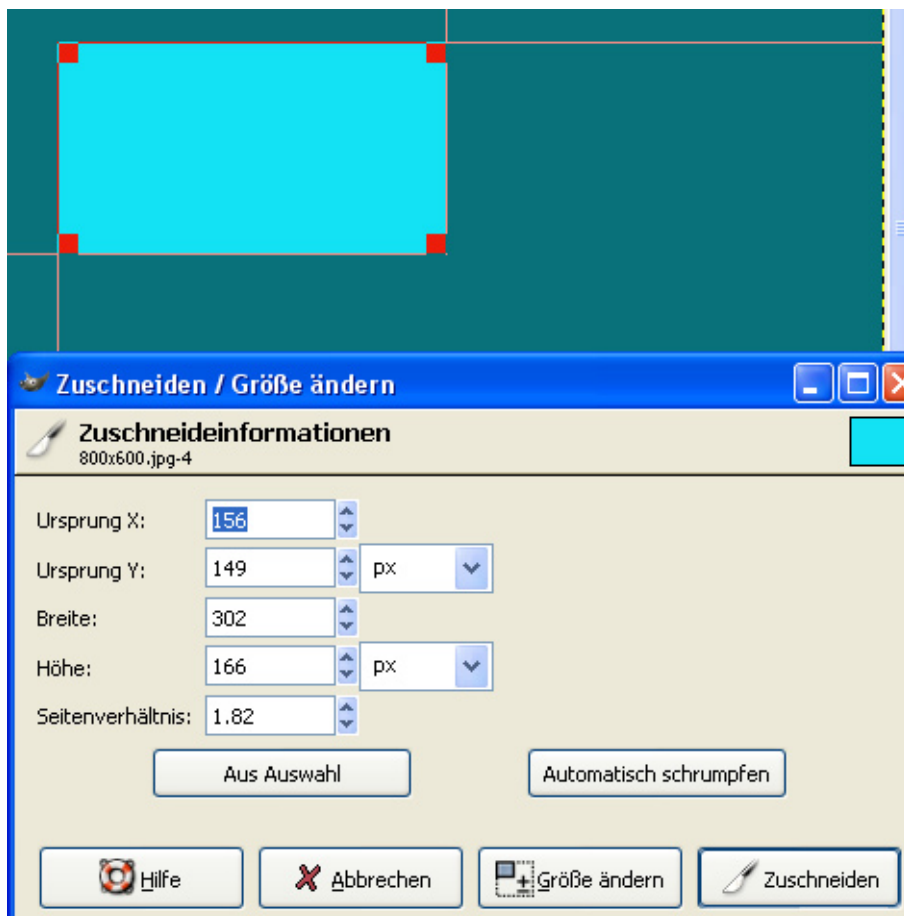 Zuschneiden / Größe ändern
Zuschneideinformationen
800x600.jpg-4
Ursprung X: 156
Ursprung Y: 149 px
Breite: 302
Höhe: 166 px
Seitenverhältnis: 1.82
Aus Auswahl Automatisch schrumpfen
Hilfe Abbrechen Größe ändern Zuschneiden